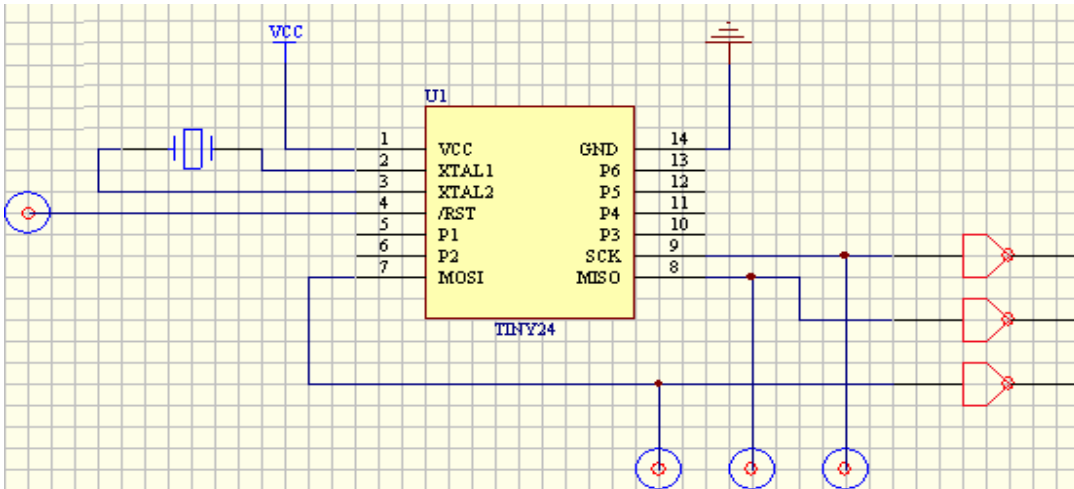 VCC
U1
1 VCC GND 14
2 XTAL1 P6 13
3 XTAL2 P5 12
4 /RST P4 11
5 P1 P3 10
6 P2 SCK 9
7 MOSI MISO 8
TINY24